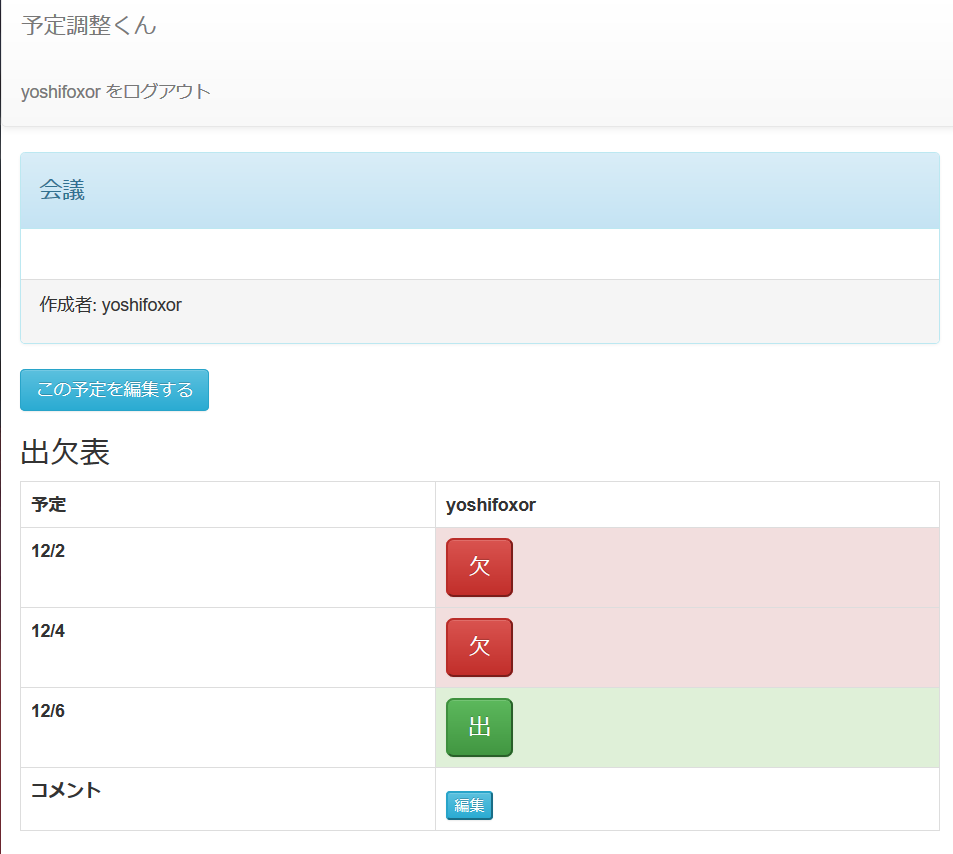 予定調整くん
yoshifoxor をログアウト
会議
作成者: yoshifoxor
この予定を編集する
出欠表
予定 yoshifoxor
12/2 欠
12/4 欠
12/6 出
コメント 編集